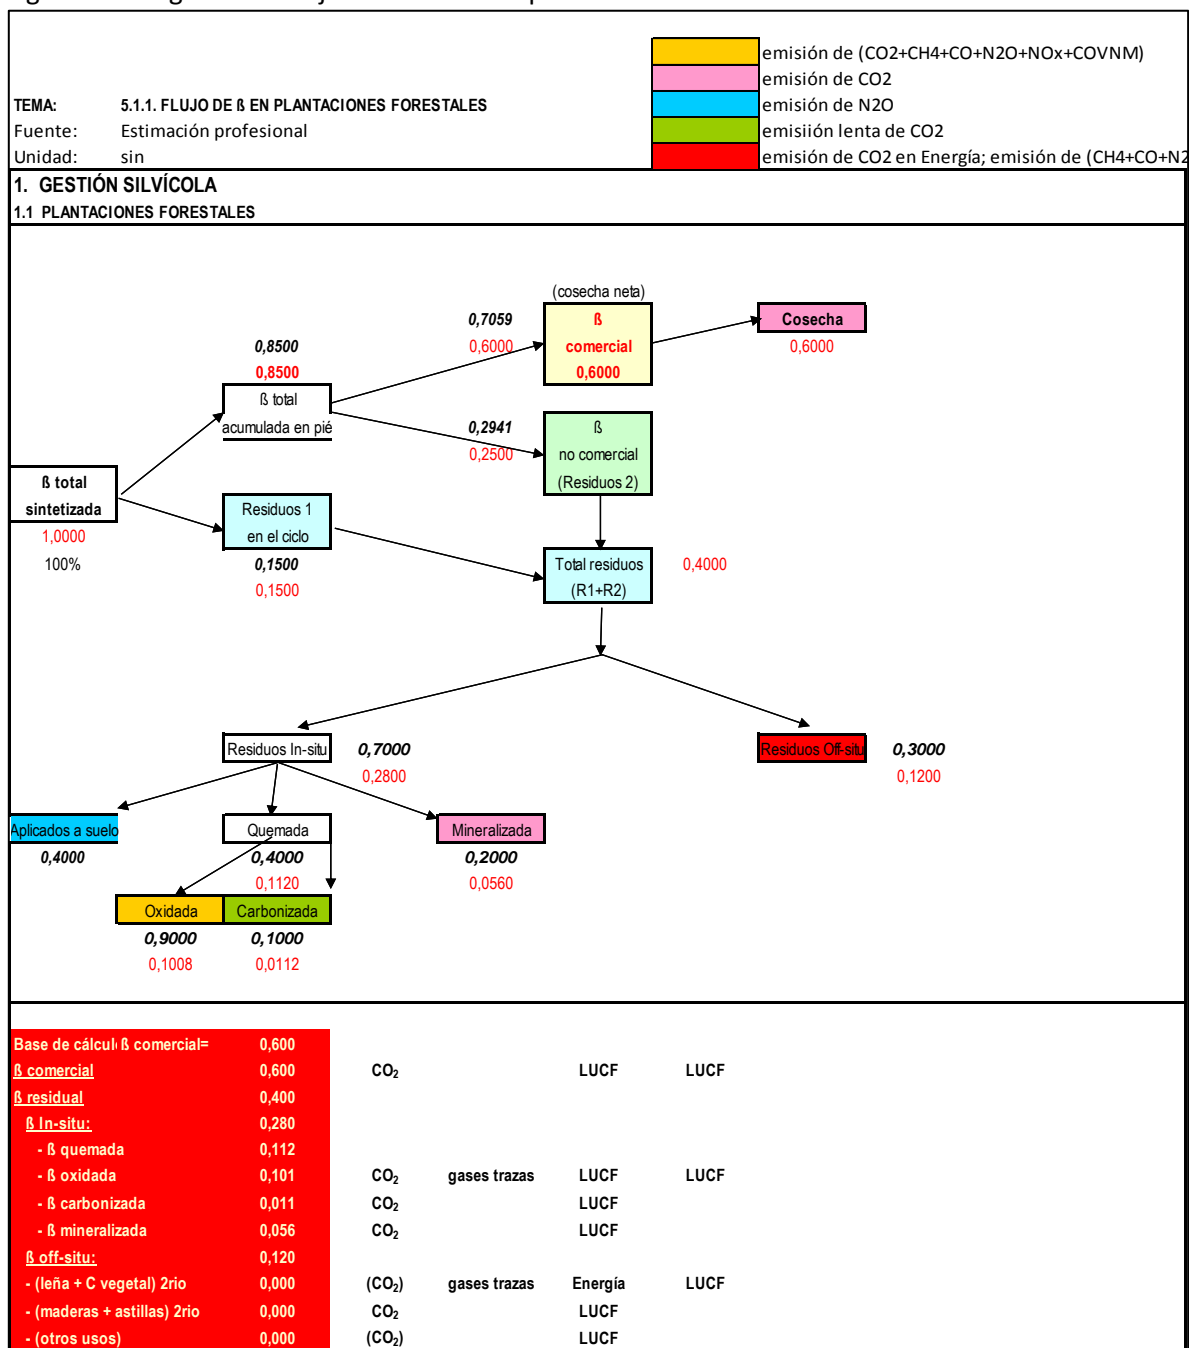 emisión de (CO2+CH4+CO+N2O+NOx+COVNM)
emisión de CO2
TEMA: 5.1.1. FLUJO DE ß EN PLANTACIONES FORESTALES
emisión de N2O
Fuente: Estimación profesional
emisiión lenta de CO2
Unidad: sin
emisión de CO2 en Energía; emisión de (CH4+CO+N2
1. GESTIÓN SILVÍCOLA
1.1 PLANTACIONES FORESTALES
(cosecha neta)
0,7059 ß Cosecha
0,8500 0,6000 comercial 0,6000
0,8500 0,6000
ß total
acumulada en pié 0,2941 ß
0,2500 no comercial
ß total (Residuos 2)
sintetizada Residuos 1
1,0000 en el ciclo
100% 0,1500 Total residuos 0,4000
0,1500 (R1+R2)
Residuos In-situ 0,7000 Residuos Off-situ 0,3000
0,2800 0,1200
Aplicados a suelo Quemada Mineralizada
0,4000 0,4000 0,2000
0,1120 0,0560
Oxidada Carbonizada
0,9000 0,1000
0,1008 0,0112
Base de cálcul ß comercial= 0,600
ß comercial 0,600 CO₂ LUCF LUCF
ß residual 0,400
ß In-situ: 0,280
- ß quemada 0,112
- ß oxidada 0,101 CO₂ gases trazas LUCF LUCF
- ß carbonizada 0,011 CO₂ LUCF
- ß mineralizada 0,056 CO₂ LUCF
ß off-situ: 0,120
- (leña + C vegetal) 2rio 0,000 (CO₂) gases trazas Energía LUCF
- (maderas + astillas) 2rio 0,000 CO₂ LUCF
- (otros usos) 0,000 (CO₂) LUCF